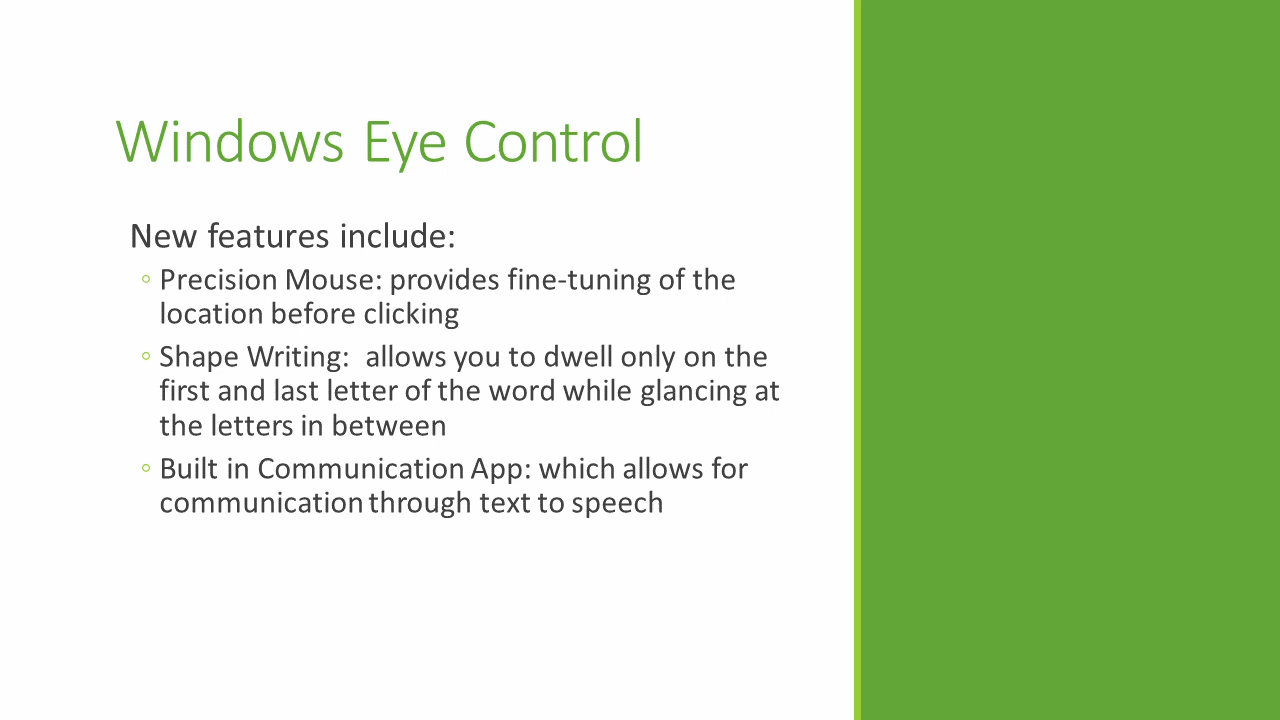 Windows Eye Control
New features include:
◦ Precision Mouse: provides fine-tuning of the
location before clicking
◦ Shape Writing:  allows you to dwell only on the
first and last letter of the word while glancing at
the letters in between
◦ Built in Communication App: which allows for
communication through text to speech